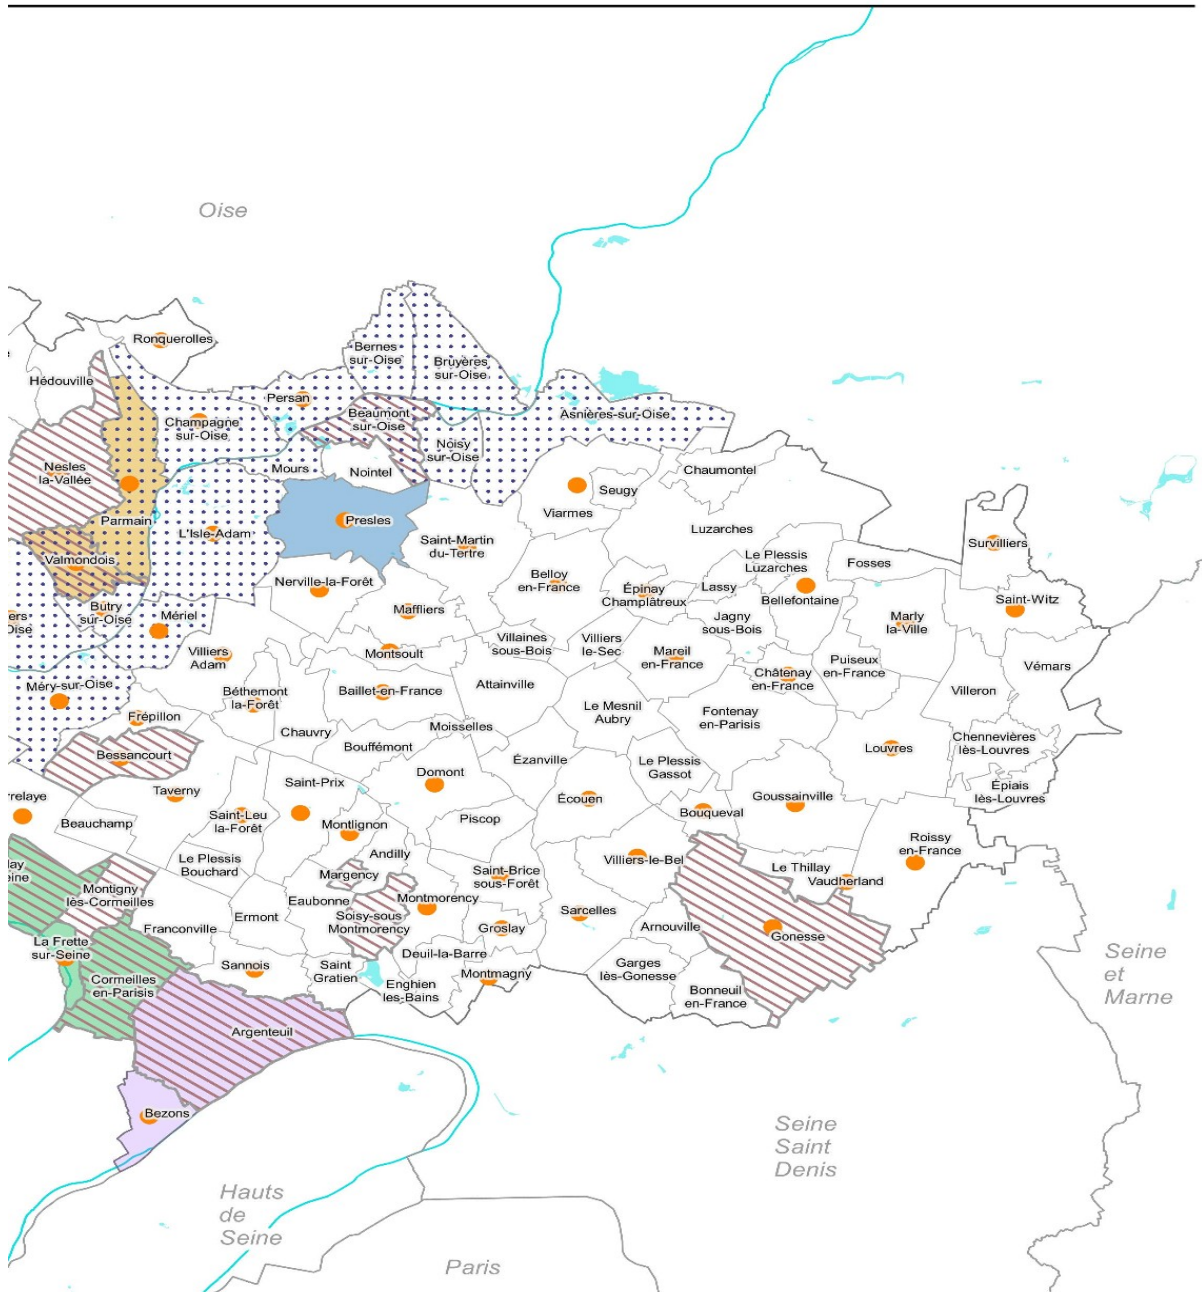 Oise
Ronquerolles
Hédouville
Bernes
sur-Oise
Bruyères
sur-Oise
Persan
Beaumont
sur-Oise
Champagne
sur-Oise
Asnières-sur-Oise
Noisy
sur-Oise
Mours
Nointel
Nesles
la-Vallée
Chaumontel
Seugy
Viarmes
Parmain
Presles
L'Isle-Adam
Luzarches
Saint-Martin
du-Tertre
Survilliers
Valmondois
Le Plessis
Luzarches
Fosses
Nerville-la-Forêt
Belloy
en-France
Épinay
Champlâtreux
Lassy
Bellefontaine
Saint-Witz
Butry
sur-Oise
Mériel
Maffliers
Jagny
sous-Bois
Marly
la-Ville
ers
Oise
Villiers
Adam
Montsoult
Villaines
sous-Bois
Villiers
le-Sec
Mareil
en-France
Châtenay
en-France
Puiseux
en-France
Vémars
Méry-sur-Oise
Béthemont
la-Forêt
Baillet-en-France
Attainville
Villeron
Frépillon
Chauvry
Moisselles
Le Mesnil
Aubry
Fontenay
en-Parisis
Bessancourt
Bouffémont
Ézanville
Le Plessis
Gassot
Louvres
Chennevières
lès-Louvres
Taverny
Saint-Prix
Domont
Écouen
Goussainville
Épiais
lès-Louvres
rrelaye
Beauchamp
Saint-Leu
la-Forêt
Montlignon
Piscop
Bouqueval
Roissy
en-France
Le Plessis
Bouchard
Andilly
Villiers-le-Bel
Le Thillay
Vaudherland
lay
eine
Montigny
lès-Cormeilles
Margency
Saint-Brice
sous-Forêt
Eaubonne
Montmorency
Ermont
Soisy-sous
Montmorency
Sarcelles
Franconville
Groslay
Arnouville
Gonesse
La Frette
sur-Seine
Deuil-la-Barre
Sannois
Saint
Gratien
Enghien
les-Bains
Montmagny
Garges
lès-Gonesse
Cormeilles
en-Parisis
Bonneuil
en-France
Seine
et
Marne
Argenteuil
Bezons
Seine
Saint
Denis
Hauts
de
Seine
Paris